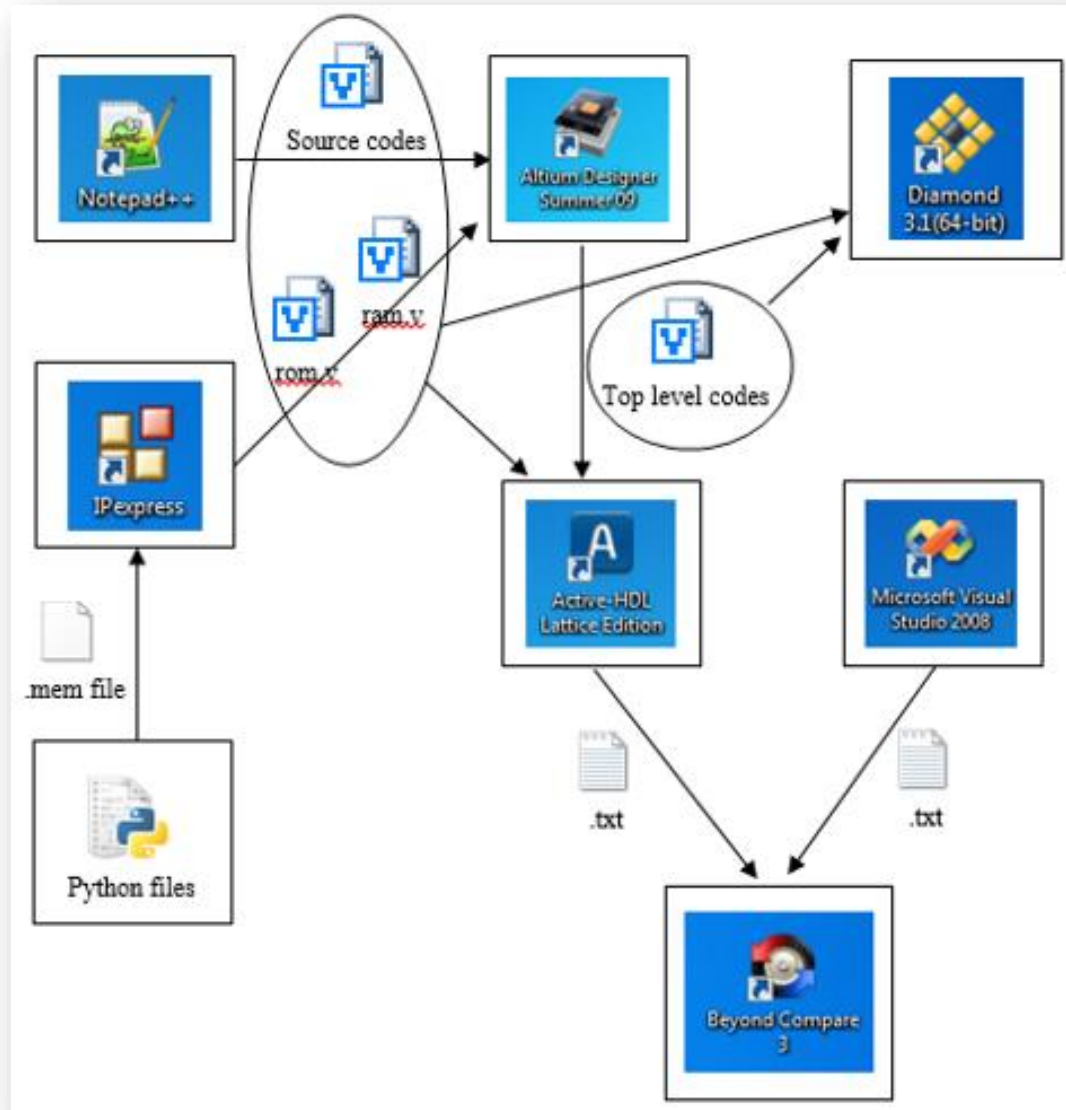 Notepad++
Source codes
Altium Designer
Summer 09
Diamond
3.1(64-bit)
ram.v
rom.v
Top level codes
IPexpress
Active-HDL
Lattice Edition
Microsoft Visual
Studio 2008
.mem file
.txt
.txt
Python files
Beyond Compare
3